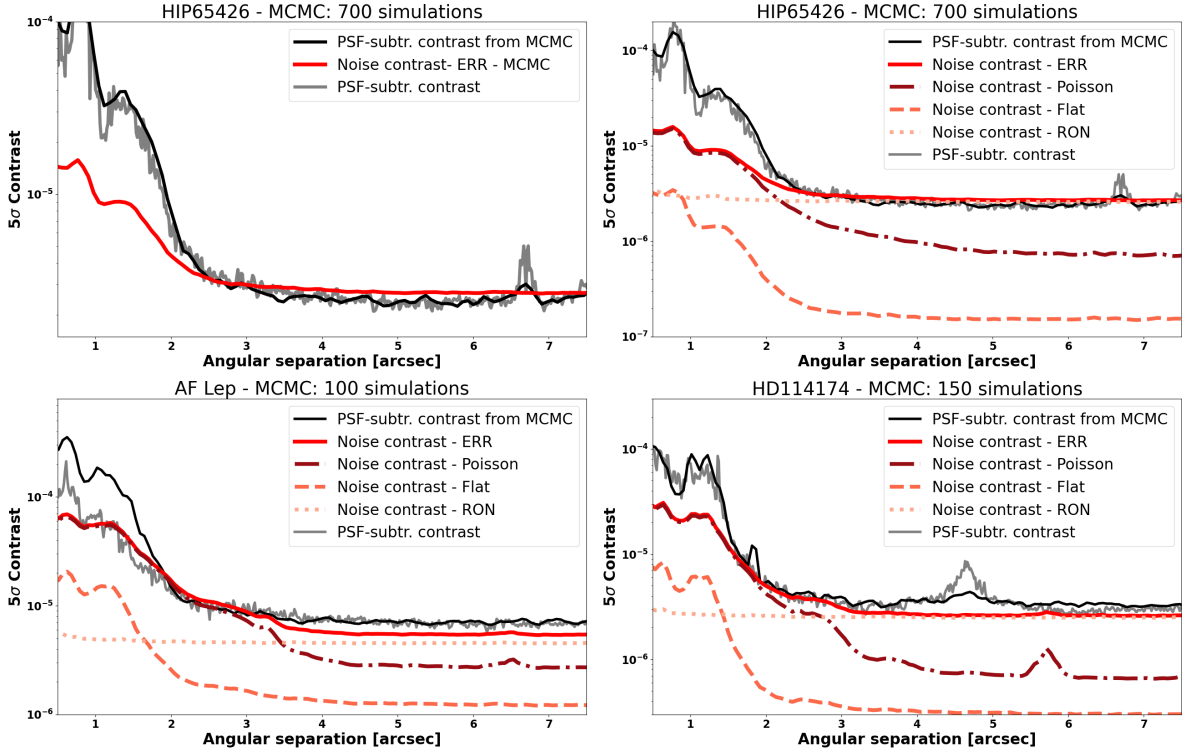 HIP65426 - MCMC: 700 simulations
10⁻⁴
10⁻⁵
5σ Contrast
PSF-subtr. contrast from MCMC
Noise contrast- ERR - MCMC
PSF-subtr. contrast
1 2 3 4 5 6 7
Angular separation [arcsec]
HIP65426 - MCMC: 700 simulations
10⁻⁴
10⁻⁵
10⁻⁶
10⁻⁷
5σ Contrast
PSF-subtr. contrast from MCMC
Noise contrast - ERR
Noise contrast - Poisson
Noise contrast - Flat
Noise contrast - RON
PSF-subtr. contrast
1 2 3 4 5 6 7
Angular separation [arcsec]
AF Lep - MCMC: 100 simulations
10⁻⁴
10⁻⁵
10⁻⁶
5σ Contrast
PSF-subtr. contrast from MCMC
Noise contrast - ERR
Noise contrast - Poisson
Noise contrast - Flat
Noise contrast - RON
PSF-subtr. contrast
1 2 3 4 5 6 7
Angular separation [arcsec]
HD114174 - MCMC: 150 simulations
10⁻⁴
10⁻⁵
10⁻⁶
5σ Contrast
PSF-subtr. contrast from MCMC
Noise contrast - ERR
Noise contrast - Poisson
Noise contrast - Flat
Noise contrast - RON
PSF-subtr. contrast
1 2 3 4 5 6 7
Angular separation [arcsec]